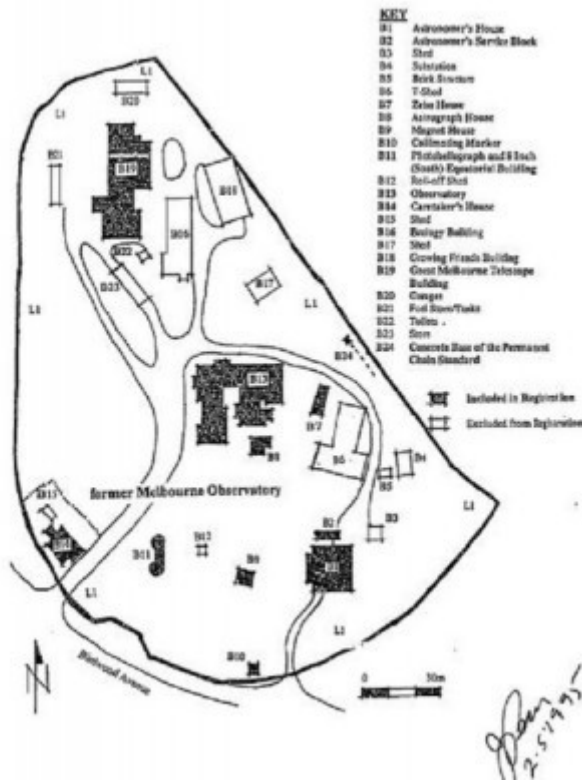 KEY
B1 Astronomer's House
B2 Astronomer's Service Block
B3 Shed
B4 Substation
B5 Brick Structure
B6 T-Shed
B7 Zeiss House
B8 Astrograph House
B9 Magnet House
B10 Collimating Marker
B11 Photoheliograph and 8 Inch
(South) Equatorial Building
B12 Roll-off Shed
B13 Observatory
B14 Caretaker's House
B15 Shed
B16 Ecology Building
B17 Shed
B18 Growing Friends Building
B19 Great Melbourne Telescope
Building
B20 Garages
B21 Fuel Store/Tanks
B22 Toilets
B23 Store
B24 Concrete Base of the Permanent
Chain Standard
Included in Registration
Excluded from Registration
L1
B20
L1
B21
B19
B18
B16
B22
B23
B17
L1
L1
B24
B13
B7
B8
B6
B4
B5
B15
former Melbourne Observatory
B3
L1
B2
B14
B11
B12
B9
B1
L1
L1
B10
Birdwood Avenue
N
0 30m